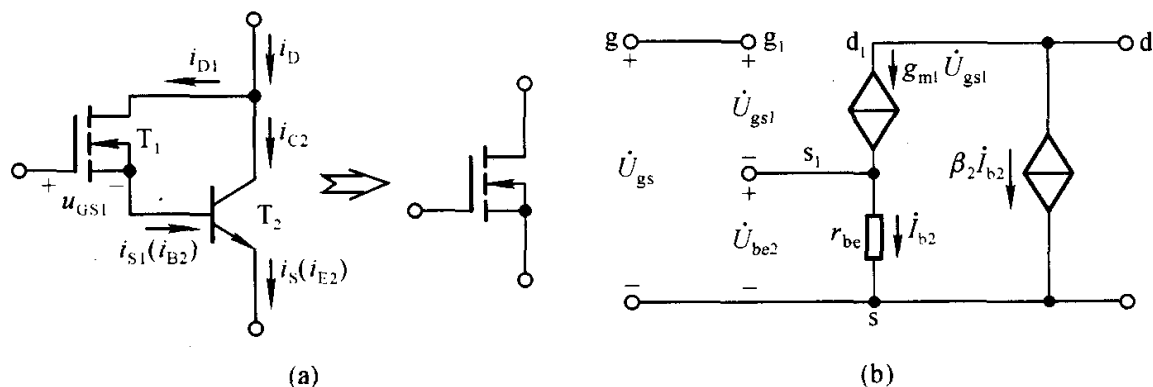 i_D
i_D1
T_1
i_C2
+
−
u_GS1
T_2
i_S1(i_B2)
i_S(i_E2)
(a)
g
g_1
d_1
d
+
+
g_m1 U̇_gs1
U̇_gs1
−
s_1
+
U̇_gs
β_2 İ_b2
U̇_be2
r_be
İ_b2
−
−
s
(b)